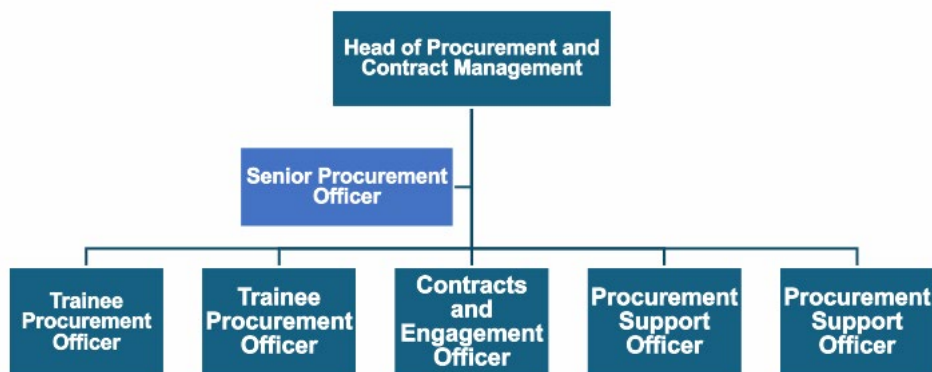 Head of Procurement and
Contract Management
Senior Procurement
Officer
Trainee
Procurement
Officer
Trainee
Procurement
Officer
Contracts
and
Engagement
Officer
Procurement
Support
Officer
Procurement
Support
Officer